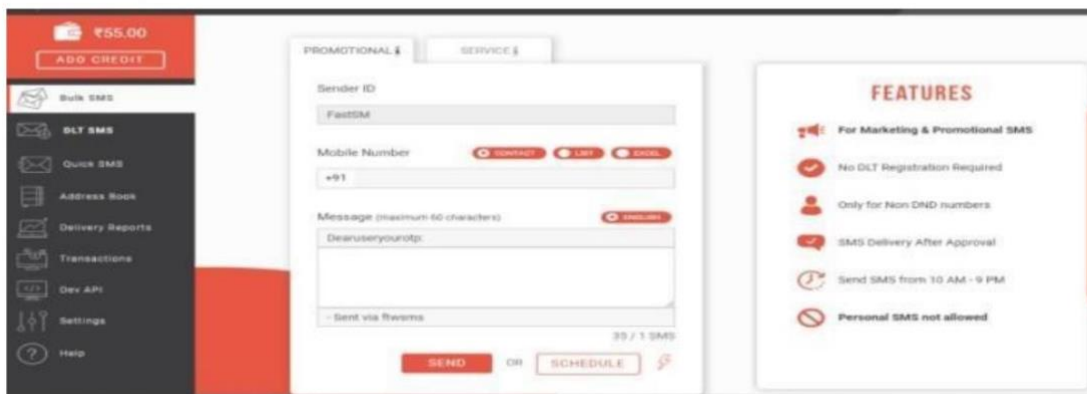 ₹55.00
ADD CREDIT
Bulk SMS
DLT SMS
Quick SMS
Address Book
Delivery Reports
Transactions
Dev API
Settings
Help
PROMOTIONAL
SERVICE
Sender ID
FastSM
Mobile Number CONTACT LIST EXCEL
+91
Message (maximum 60 characters) ENGLISH
Dearuseryourotp:
- Sent via ftwsms
35 / 1 SMS
SEND OR SCHEDULE
FEATURES
For Marketing & Promotional SMS
No DLT Registration Required
Only for Non DND numbers
SMS Delivery After Approval
Send SMS from 10 AM - 9 PM
Personal SMS not allowed